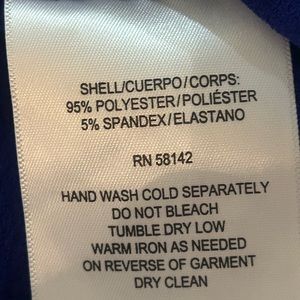 SHELL/CUERPO/CORPS:
95% POLYESTER/POLIÉSTER
5% SPANDEX/ELASTANO
RN 58142
HAND WASH COLD SEPARATELY
DO NOT BLEACH
TUMBLE DRY LOW
WARM IRON AS NEEDED
ON REVERSE OF GARMENT
DRY CLEAN